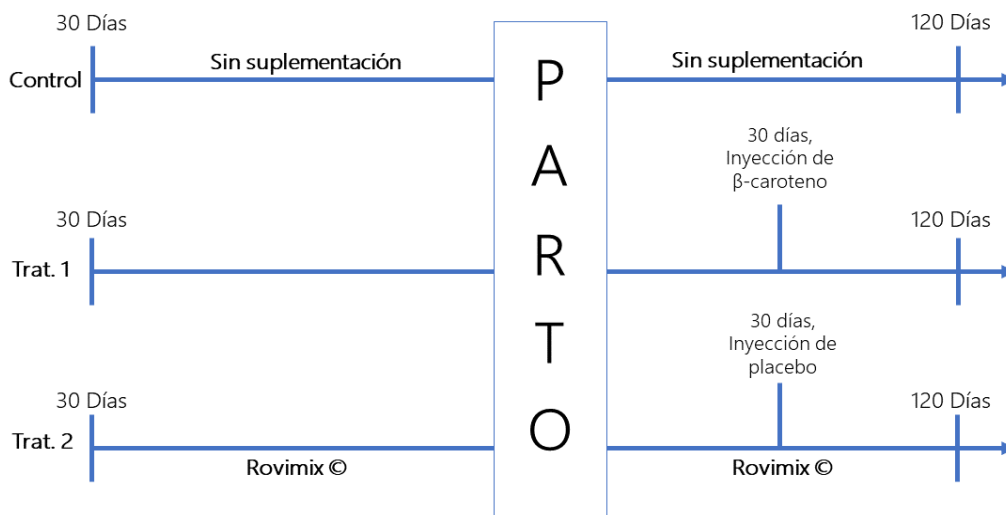 30 Días
120 Días
Control
Sin suplementación
Sin suplementación
P
A
R
T
O
30 días,
Inyección de
β-caroteno
30 Días
120 Días
Trat. 1
30 días,
Inyección de
placebo
30 Días
120 Días
Trat. 2
Rovimix ©
Rovimix ©